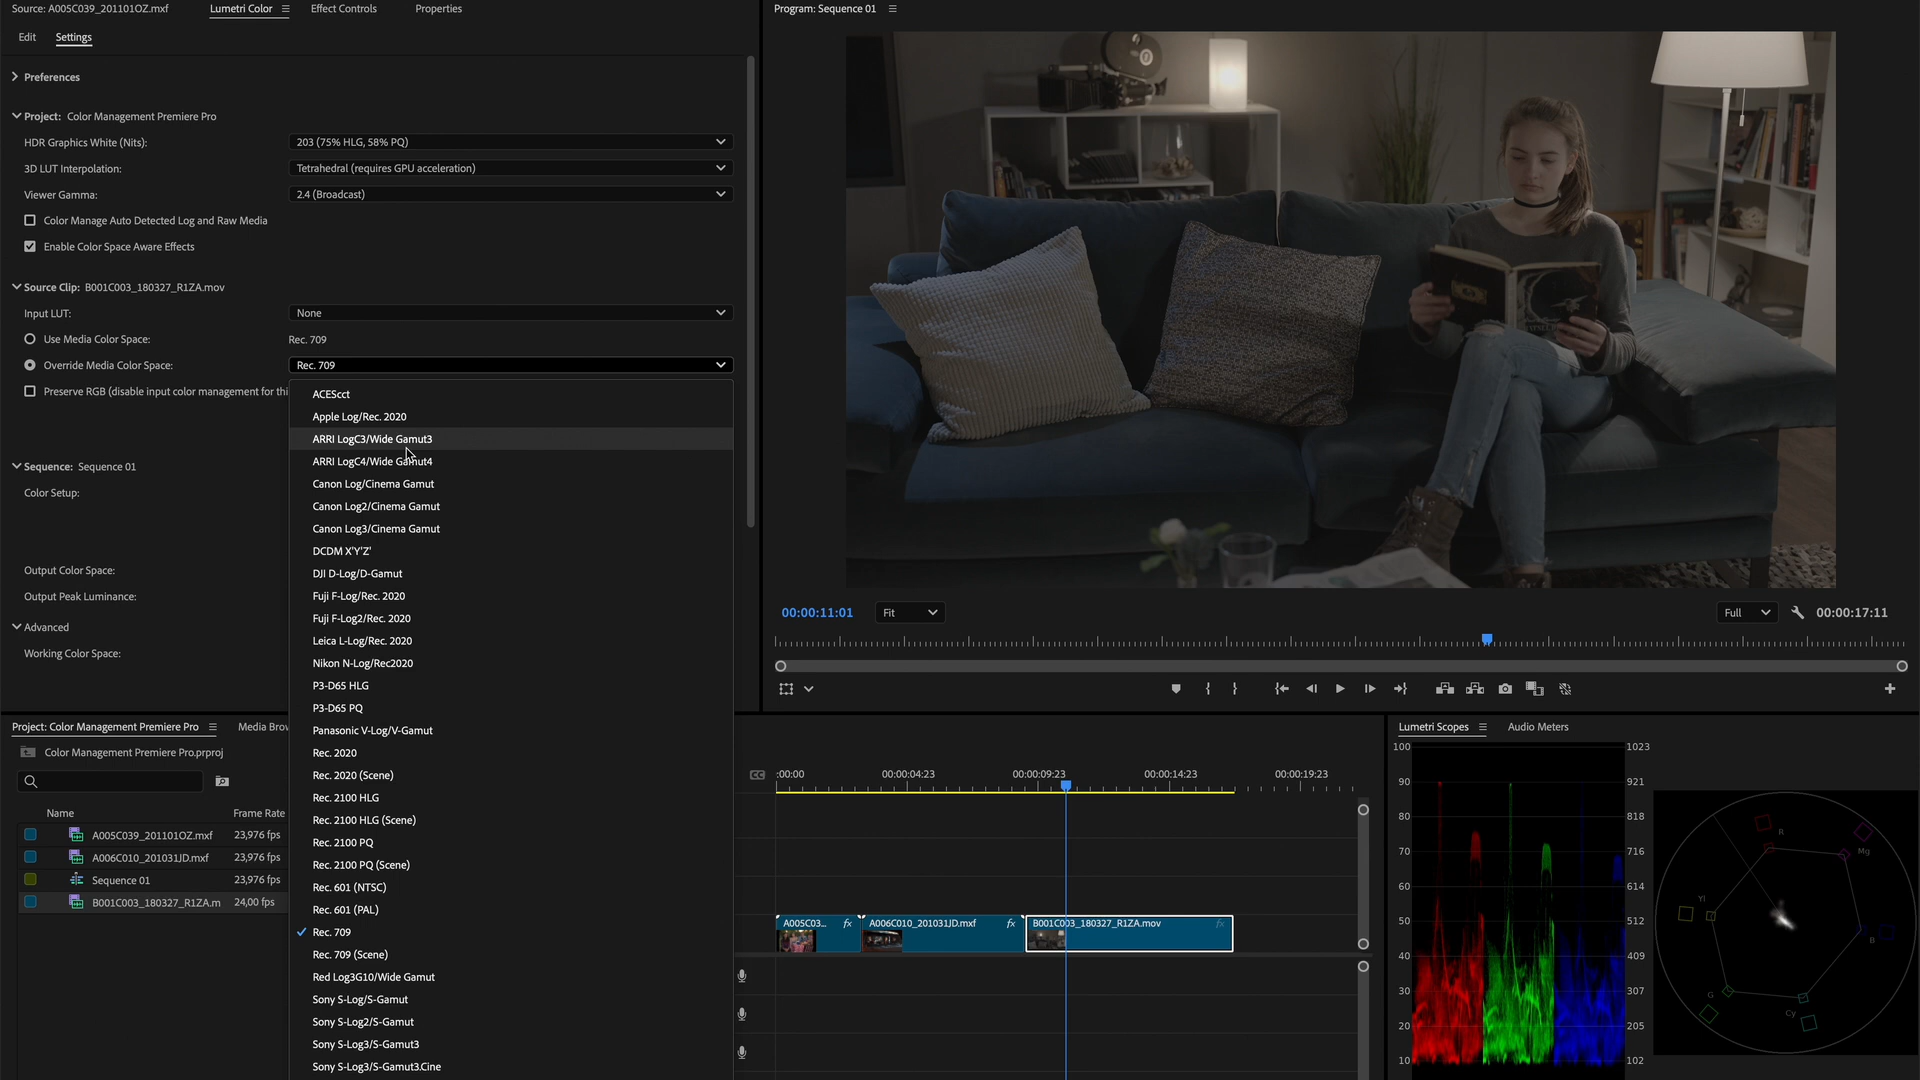 Source: A005C039_201101OZ.mxf
Lumetri Color
Effect Controls
Properties
Program: Sequence 01
Edit
Settings
Preferences
Project: Color Management Premiere Pro
HDR Graphics White (Nits):
203 (75% HLG, 58% PQ)
3D LUT Interpolation:
Tetrahedral (requires GPU acceleration)
Viewer Gamma:
2.4 (Broadcast)
Color Manage Auto Detected Log and Raw Media
Enable Color Space Aware Effects
Source Clip: B001C003_180327_R1ZA.mov
Input LUT:
None
Use Media Color Space:
Rec. 709
Override Media Color Space:
Rec. 709
Preserve RGB (disable input color management for thi
ACEScct
Apple Log/Rec. 2020
ARRI LogC3/Wide Gamut3
ARRI LogC4/Wide Gamut4
Canon Log/Cinema Gamut
Canon Log2/Cinema Gamut
Canon Log3/Cinema Gamut
DCDM X'Y'Z'
DJI D-Log/D-Gamut
Fuji F-Log/Rec. 2020
Fuji F-Log2/Rec. 2020
Leica L-Log/Rec. 2020
Nikon N-Log/Rec2020
P3-D65 HLG
P3-D65 PQ
Panasonic V-Log/V-Gamut
Rec. 2020
Rec. 2020 (Scene)
Rec. 2100 HLG
Rec. 2100 HLG (Scene)
Rec. 2100 PQ
Rec. 2100 PQ (Scene)
Rec. 601 (NTSC)
Rec. 601 (PAL)
Rec. 709
Rec. 709 (Scene)
Red Log3G10/Wide Gamut
Sony S-Log/S-Gamut
Sony S-Log2/S-Gamut
Sony S-Log3/S-Gamut3
Sony S-Log3/S-Gamut3.Cine
Sequence: Sequence 01
Color Setup:
Output Color Space:
Output Peak Luminance:
Advanced
Working Color Space:
00:00:11:01
Fit
Full
00:00:17:11
Project: Color Management Premiere Pro
Media Brow
Color Management Premiere Pro.prproj
Name
Frame Rate
A005C039_201101OZ.mxf
23,976 fps
A006C010_201031JD.mxf
23,976 fps
Sequence 01
23,976 fps
B001C003_180327_R1ZA.m
24,00 fps
CC
:00:00
00:00:04:23
00:00:09:23
00:00:14:23
00:00:19:23
A005C03...
fx
A006C010_201031JD.mxf
fx
B001C003_180327_R1ZA.mov
fx
Lumetri Scopes
Audio Meters
100
1023
90
921
80
818
70
716
60
614
50
512
40
409
30
307
20
205
10
102
R
Mg
Yl
B
G
Cy